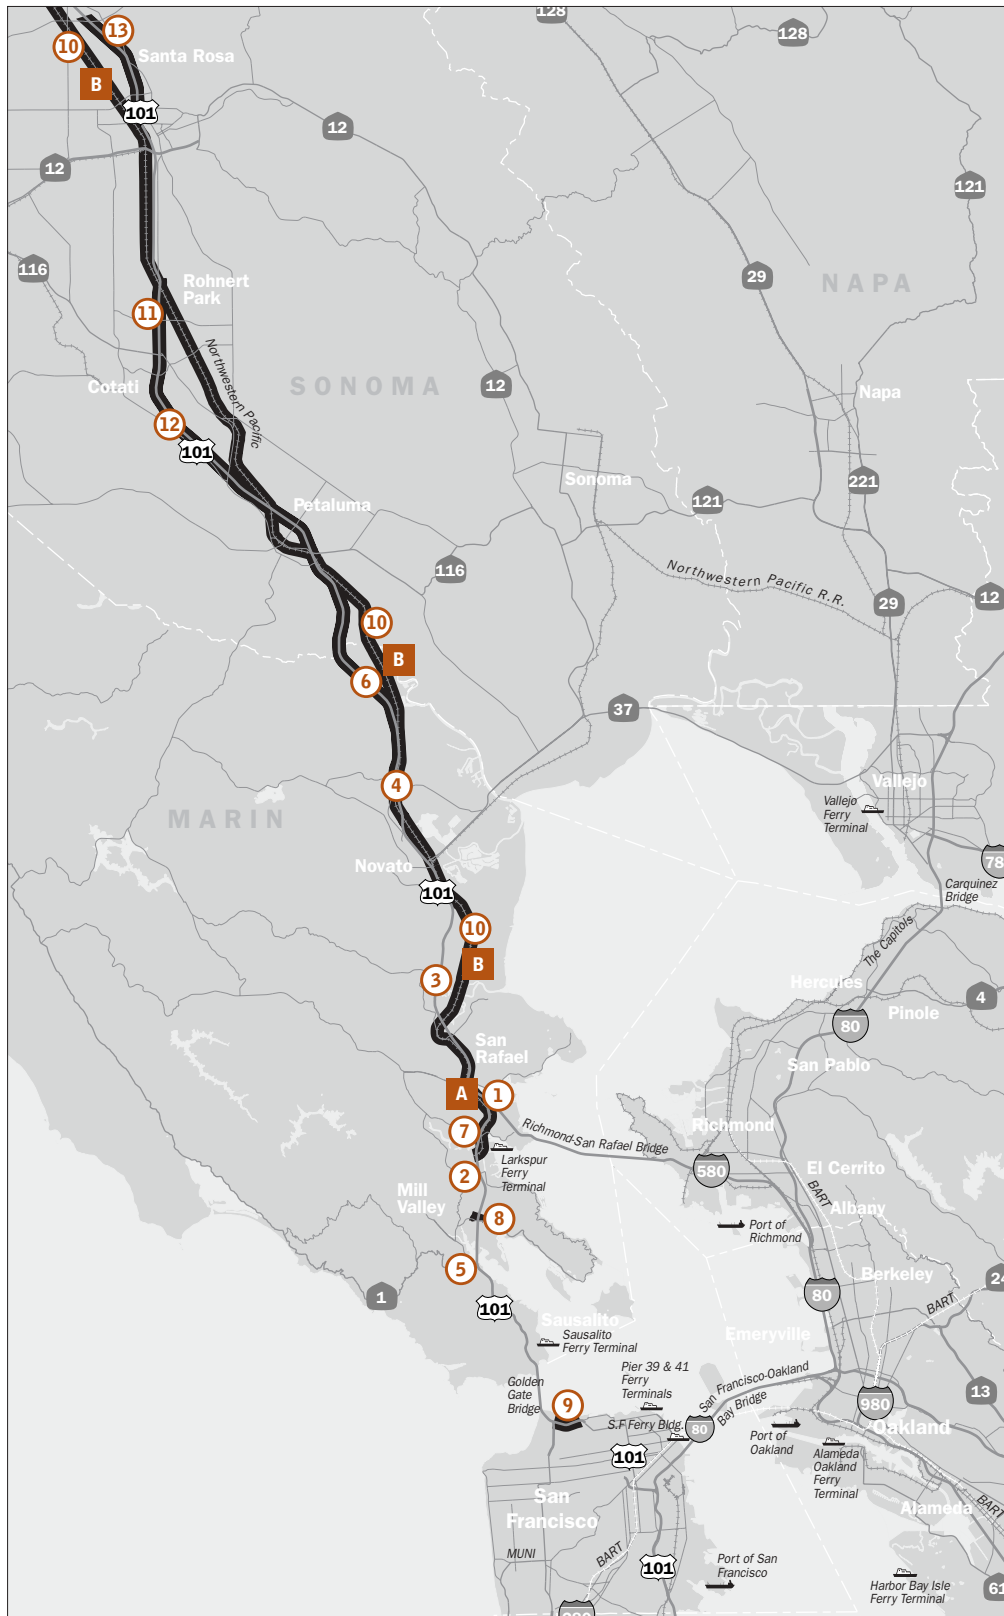 128
128
13
10
Santa Rosa
B
101
12
12
121
116
29
NAPA
Rohnert
Park
11
Northwestern Pacific
SONOMA
12
Cotati
Napa
12
101
Sonoma
221
121
Petaluma
116
Northwestern Pacific R.R.
29
12
10
B
6
37
4
Vallejo
Vallejo
Ferry
Terminal
MARIN
Novato
78
Carquinez
Bridge
101
10
The Capitols
B
3
Hercules
4
Pinole
80
San
Rafael
San Pablo
A
1
7
Richmond-San Rafael Bridge
Richmond
Larkspur
Ferry
Terminal
580
El Cerrito
2
BART
Mill
Valley
Albany
8
Port of
Richmond
5
Berkeley
24
1
80
101
BART
Sausalito
Sausalito
Ferry Terminal
Emeryville
Golden
Gate
Bridge
Pier 39 & 41
Ferry
Terminals
San Francisco-Oakland
Bay Bridge
13
9
980
S.F Ferry Bldg.
80
Oakland
Port of
Oakland
101
Alameda
Oakland
Ferry
Terminal
San
Francisco
Alameda
BART
MUNI
BART
101
Port of San
Francisco
Harbor Bay Isle
Ferry Terminal
61